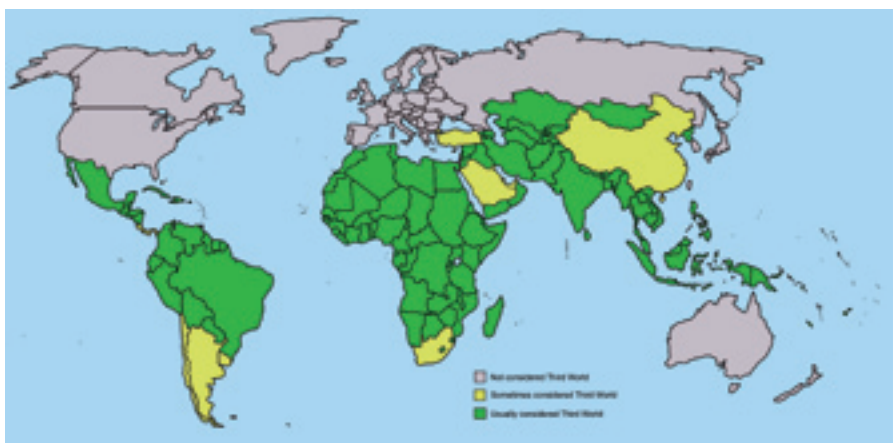 Not considered Third World
Sometimes considered Third World
Usually considered Third World